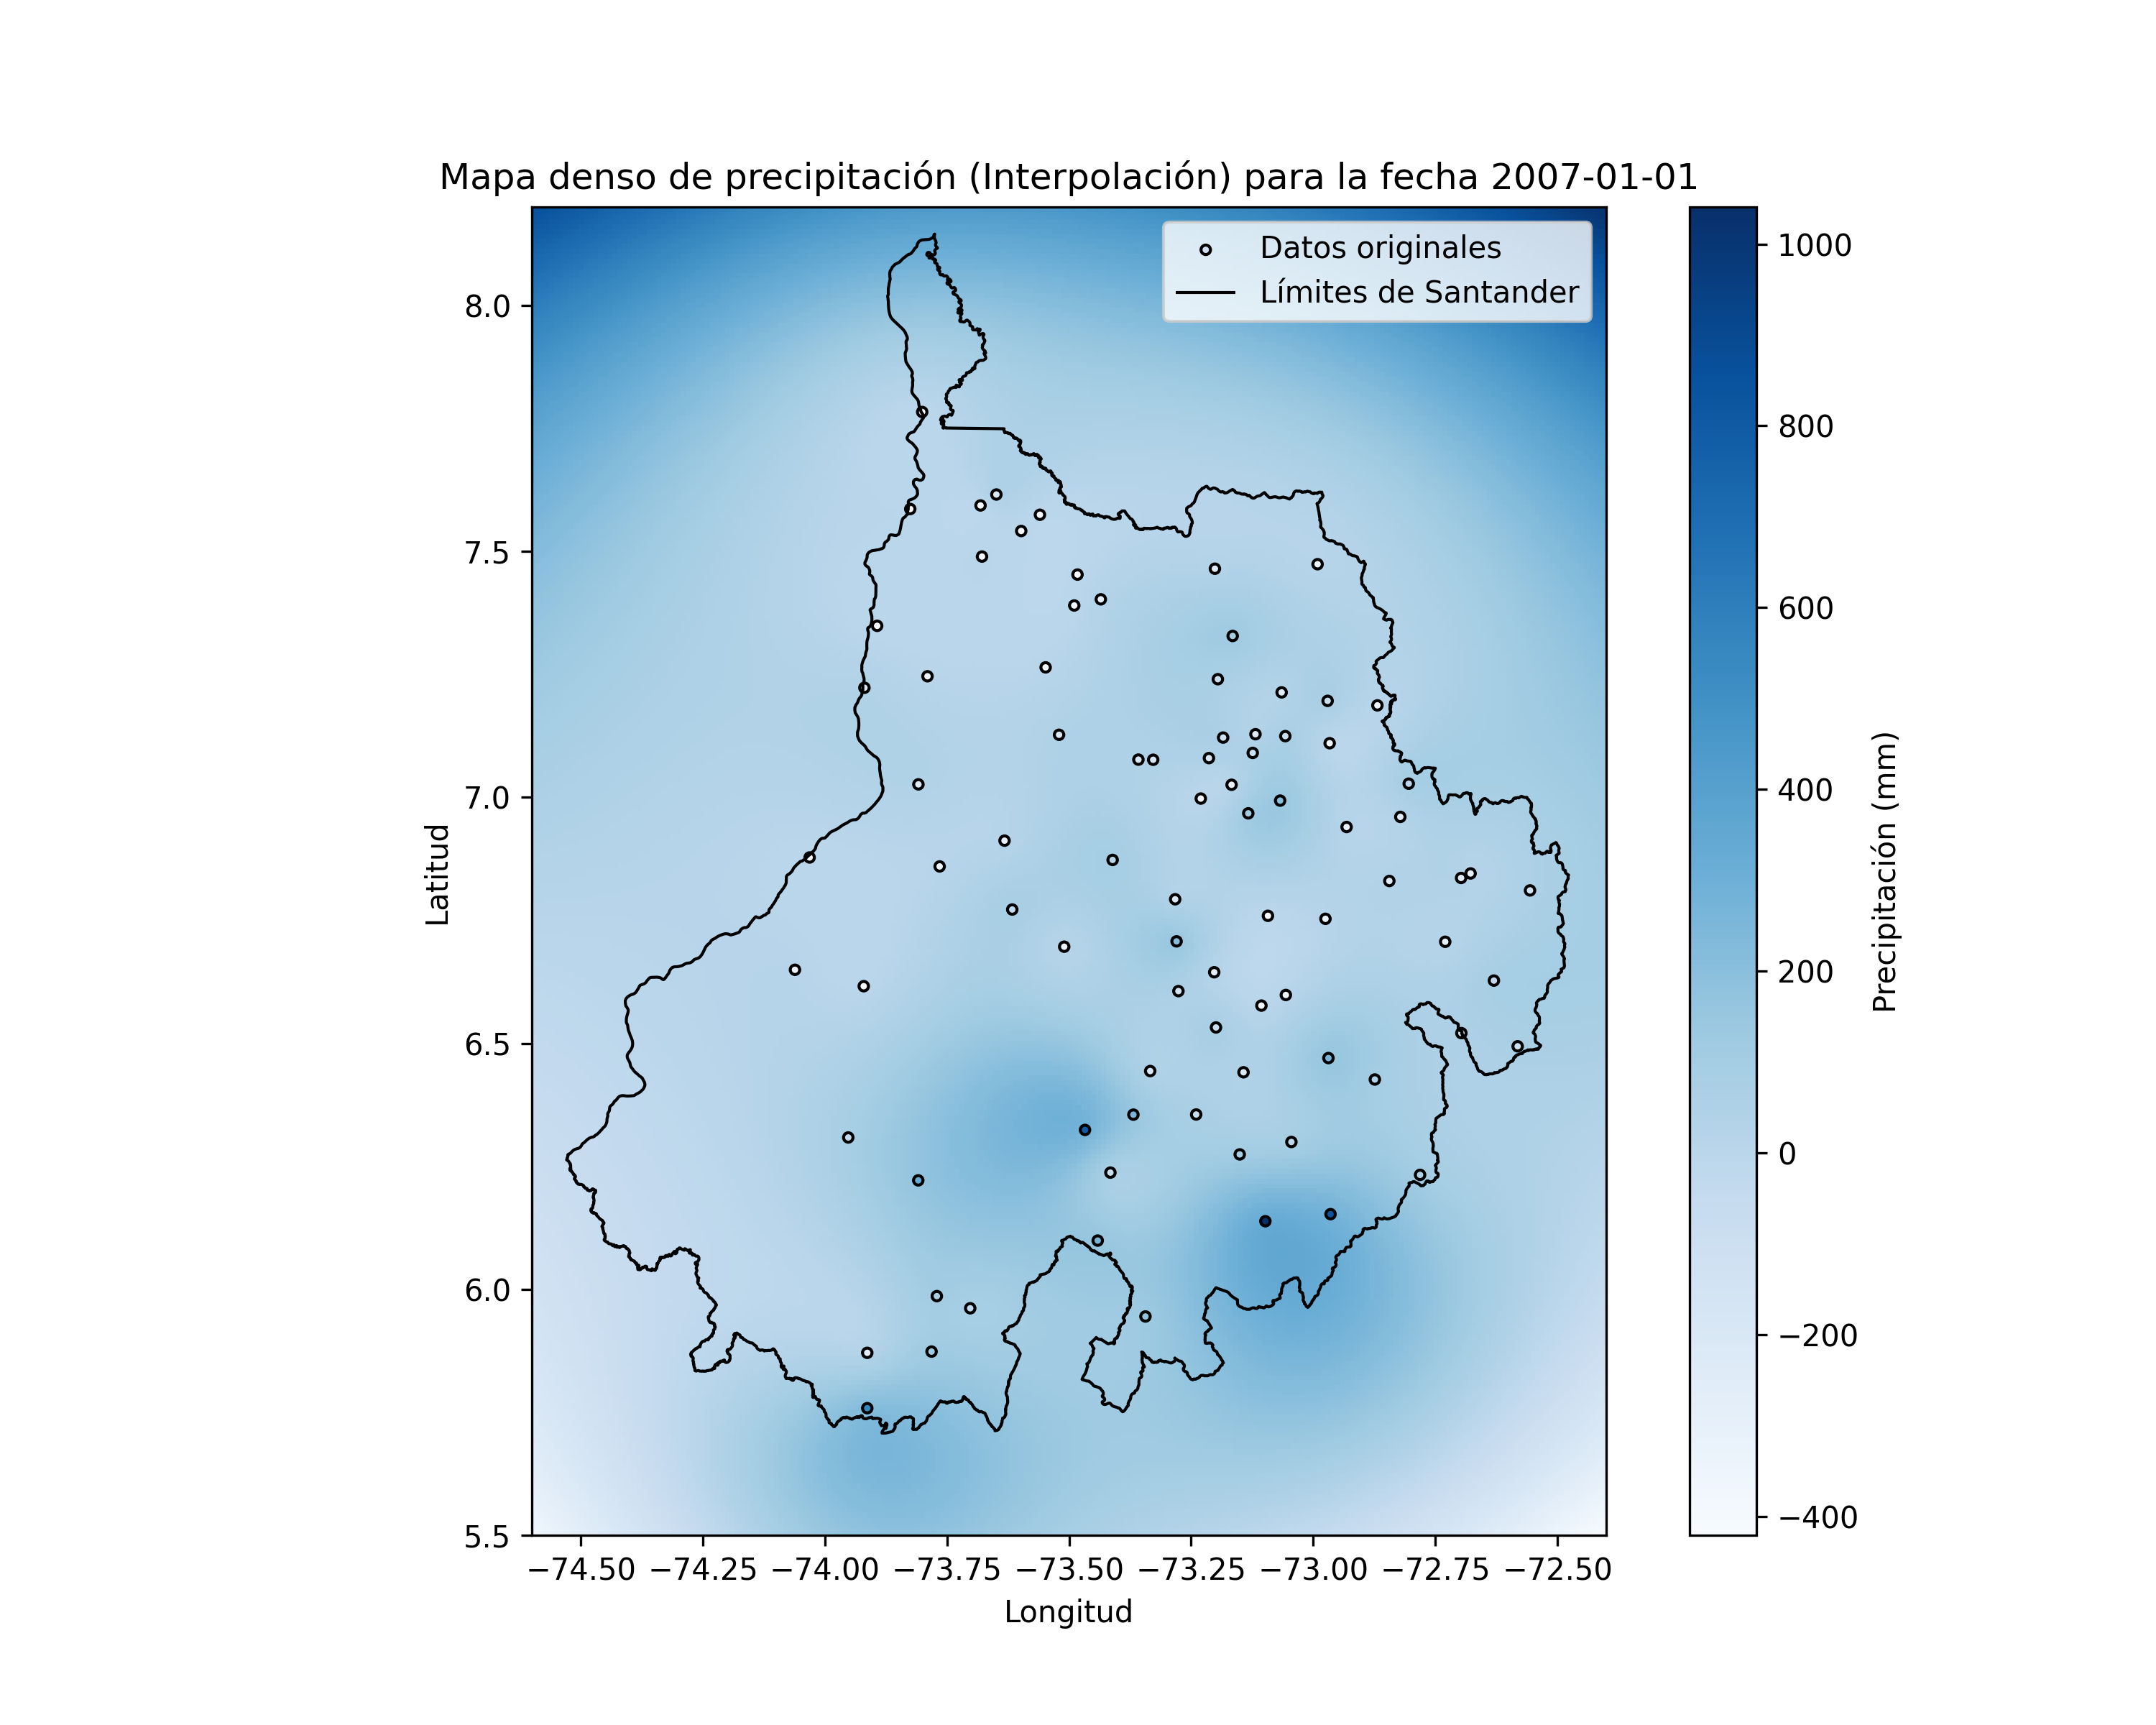 Mapa denso de precipitación (Interpolación) para la fecha 2007-01-01
Datos originales
Límites de Santander
8.0
7.5
7.0
6.5
6.0
5.5
Latitud
−74.50 −74.25 −74.00 −73.75 −73.50 −73.25 −73.00 −72.75 −72.50
Longitud
1000
800
600
400
200
0
−200
−400
Precipitación (mm)